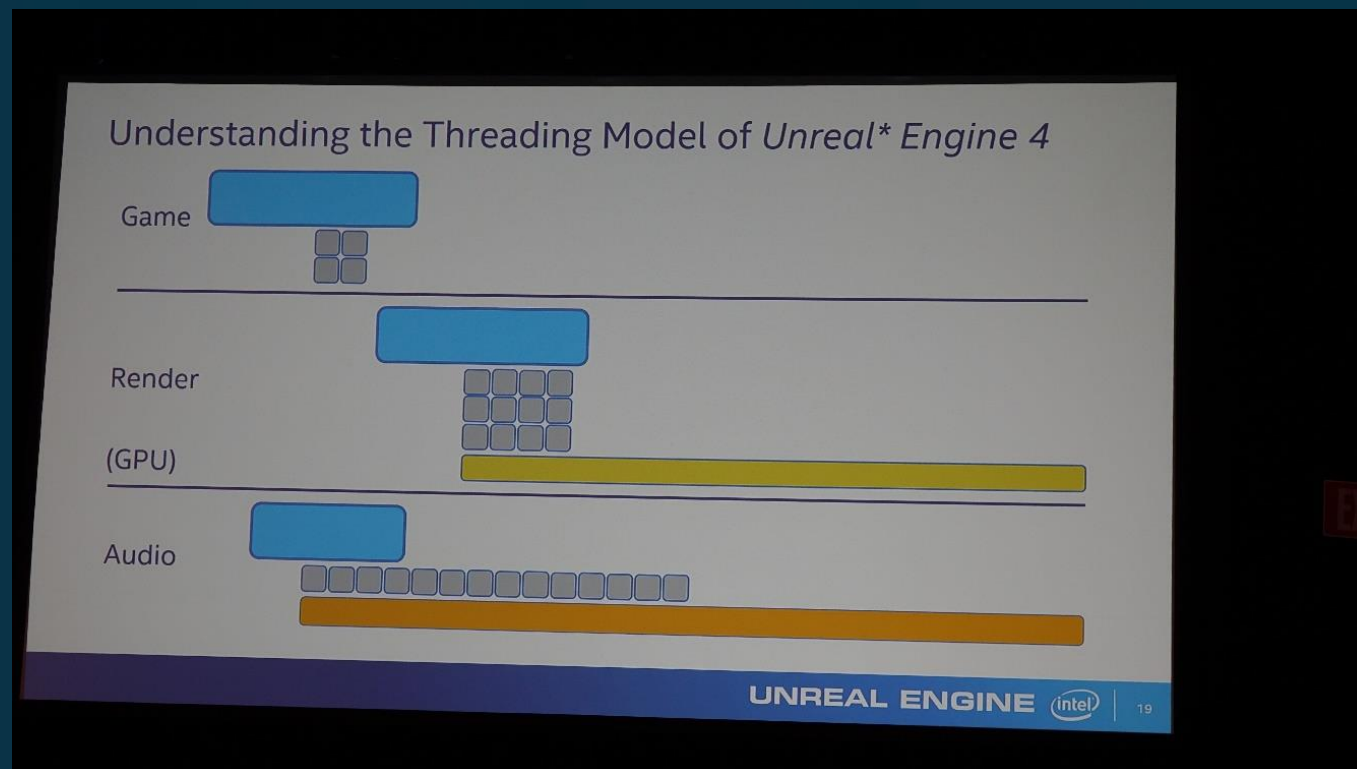 Understanding the Threading Model of Unreal* Engine 4
Game
Render
(GPU)
Audio
UNREAL ENGINE intel 19